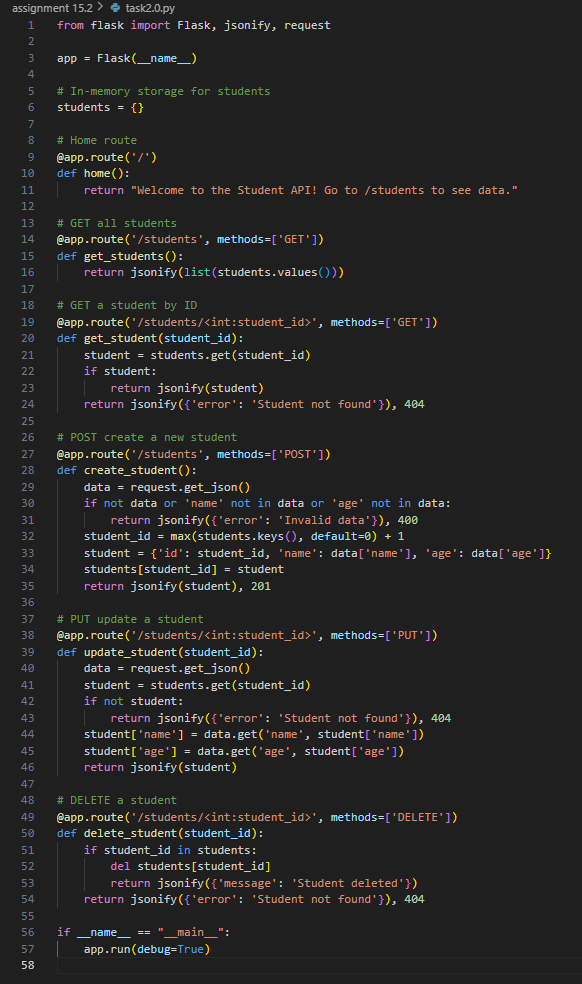 assignment 15.2 > task2.0.py
1 from flask import Flask, jsonify, request
2
3 app = Flask(__name__)
4
5 # In-memory storage for students
6 students = {}
7
8 # Home route
9 @app.route('/')
10 def home():
11     return "Welcome to the Student API! Go to /students to see data."
12
13 # GET all students
14 @app.route('/students', methods=['GET'])
15 def get_students():
16     return jsonify(list(students.values()))
17
18 # GET a student by ID
19 @app.route('/students/<int:student_id>', methods=['GET'])
20 def get_student(student_id):
21     student = students.get(student_id)
22     if student:
23         return jsonify(student)
24     return jsonify({'error': 'Student not found'}), 404
25
26 # POST create a new student
27 @app.route('/students', methods=['POST'])
28 def create_student():
29     data = request.get_json()
30     if not data or 'name' not in data or 'age' not in data:
31         return jsonify({'error': 'Invalid data'}), 400
32     student_id = max(students.keys(), default=0) + 1
33     student = {'id': student_id, 'name': data['name'], 'age': data['age']}
34     students[student_id] = student
35     return jsonify(student), 201
36
37 # PUT update a student
38 @app.route('/students/<int:student_id>', methods=['PUT'])
39 def update_student(student_id):
40     data = request.get_json()
41     student = students.get(student_id)
42     if not student:
43         return jsonify({'error': 'Student not found'}), 404
44     student['name'] = data.get('name', student['name'])
45     student['age'] = data.get('age', student['age'])
46     return jsonify(student)
47
48 # DELETE a student
49 @app.route('/students/<int:student_id>', methods=['DELETE'])
50 def delete_student(student_id):
51     if student_id in students:
52         del students[student_id]
53         return jsonify({'message': 'Student deleted'})
54     return jsonify({'error': 'Student not found'}), 404
55
56 if __name__ == "__main__":
57     app.run(debug=True)
58